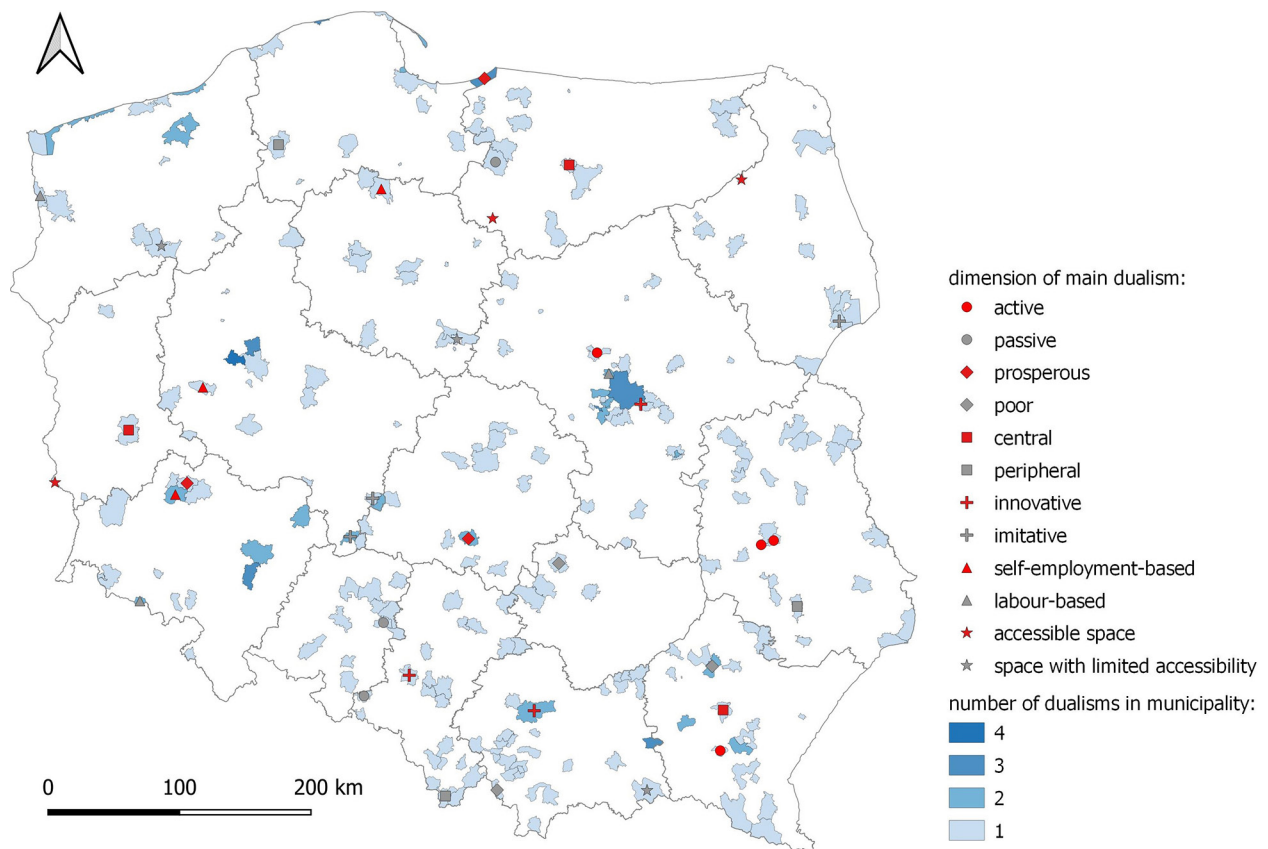 dimension of main dualism:
active
passive
prosperous
poor
central
peripheral
innovative
imitative
self-employment-based
labour-based
accessible space
space with limited accessibility
number of dualisms in municipality:
4
3
2
1
0 100 200 km